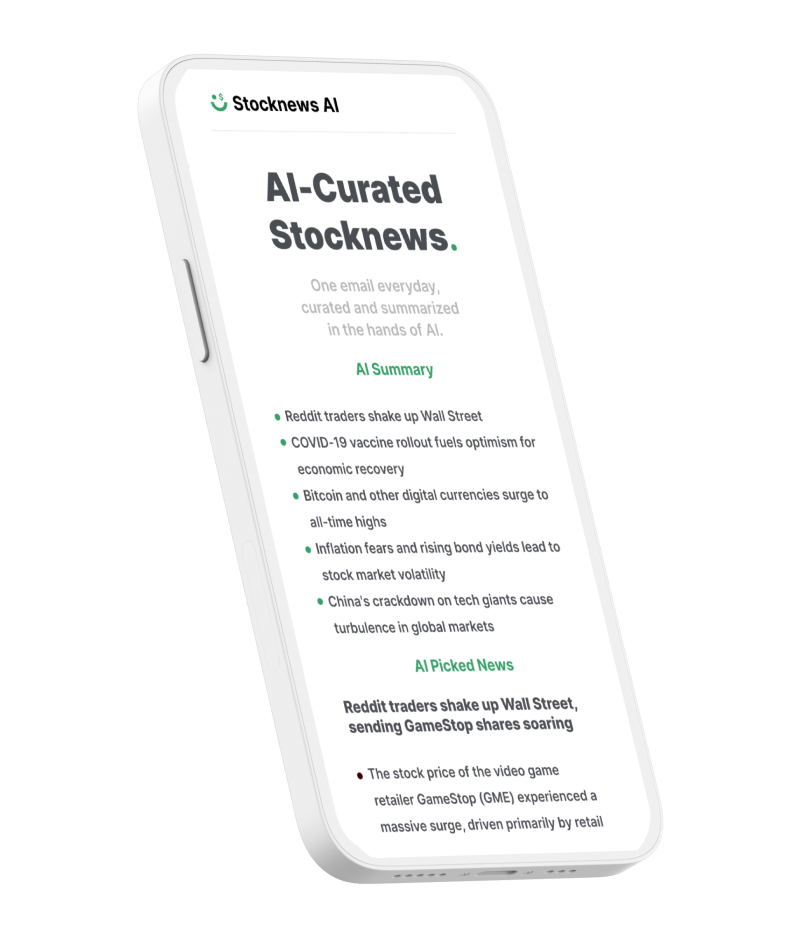 Stocknews AI
AI-Curated
Stocknews.
One email everyday,
curated and summarized
in the hands of AI.
AI Summary
Reddit traders shake up Wall Street
COVID-19 vaccine rollout fuels optimism for
economic recovery
Bitcoin and other digital currencies surge to
all-time highs
Inflation fears and rising bond yields lead to
stock market volatility
China's crackdown on tech giants cause
turbulence in global markets
AI Picked News
Reddit traders shake up Wall Street,
sending GameStop shares soaring
The stock price of the video game
retailer GameStop (GME) experienced a
massive surge, driven primarily by retail